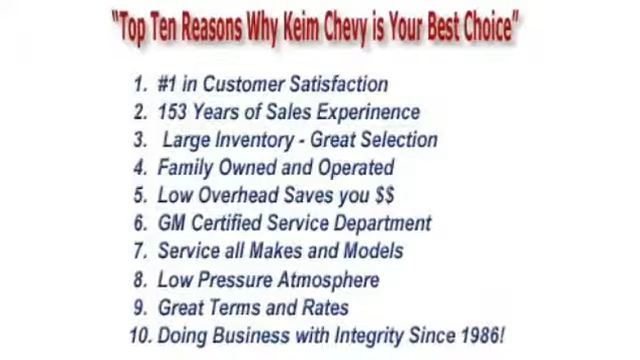 "Top Ten Reasons Why Keim Chevy is Your Best Choice"
1. #1 in Customer Satisfaction
2. 153 Years of Sales Experinence
3. Large Inventory - Great Selection
4. Family Owned and Operated
5. Low Overhead Saves you $$
6. GM Certified Service Department
7. Service all Makes and Models
8. Low Pressure Atmosphere
9. Great Terms and Rates
10. Doing Business with Integrity Since 1986!